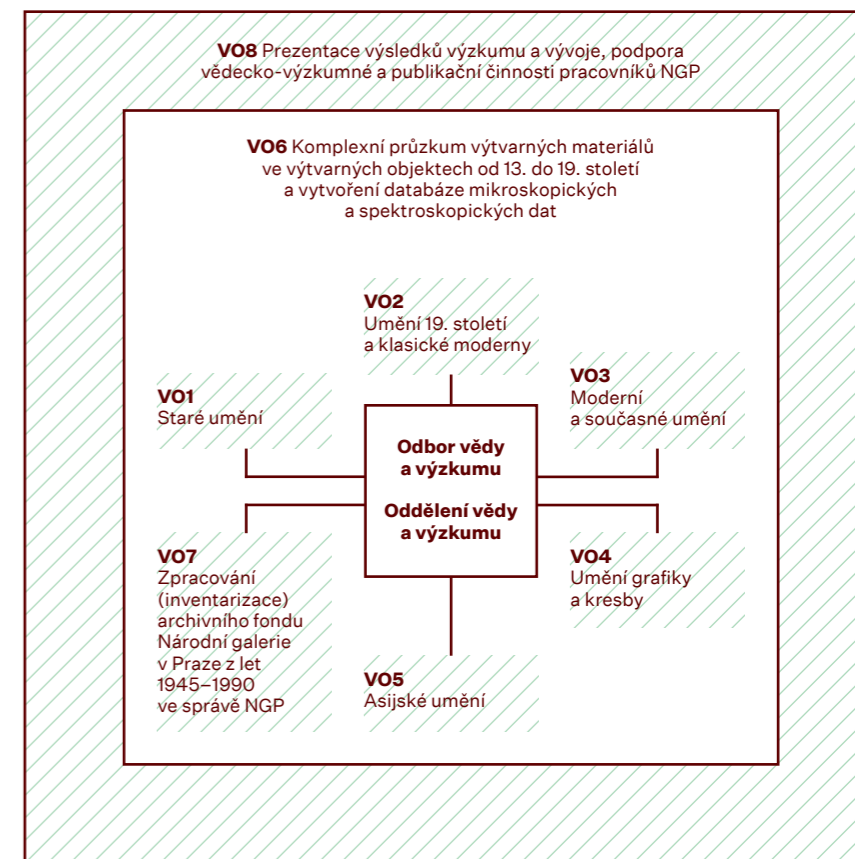 VO8 Prezentace výsledků výzkumu a vývoje, podpora
vědecko-výzkumné a publikační činnosti pracovníků NGP
VO6 Komplexní průzkum výtvarných materiálů
ve výtvarných objektech od 13. do 19. století
a vytvoření databáze mikroskopických
a spektroskopických dat
VO2
Umění 19. století
a klasické moderny
VO1
Staré umění
VO3
Moderní
a současné umění
Odbor vědy
a výzkumu
Oddělení vědy
a výzkumu
VO7
Zpracování
(inventarizace)
archivního fondu
Národní galerie
v Praze z let
1945–1990
ve správě NGP
VO4
Umění grafiky
a kresby
VO5
Asijské umění